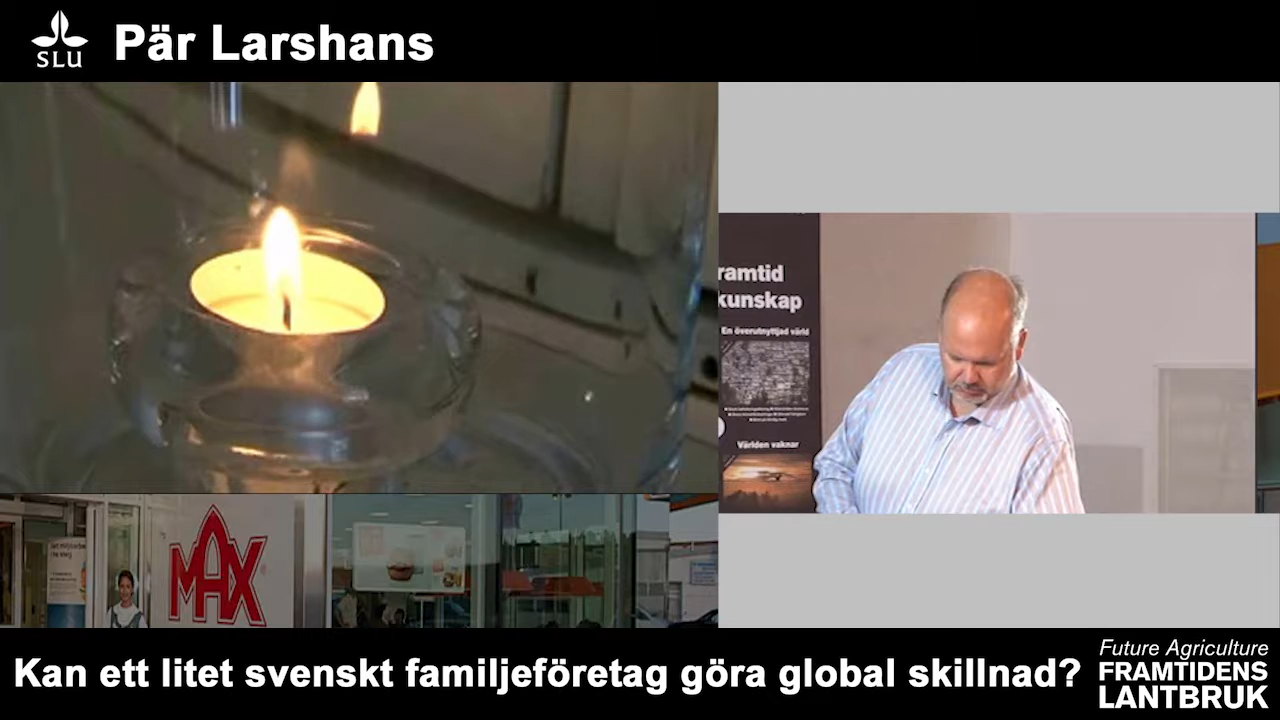 SLU
Pär Larshans
ramtid
kunskap
En överutnyttjad värld
Världen vaknar
MAX
Kan ett litet svenskt familjeföretag göra global skillnad?
Future Agriculture
FRAMTIDENS
LANTBRUK